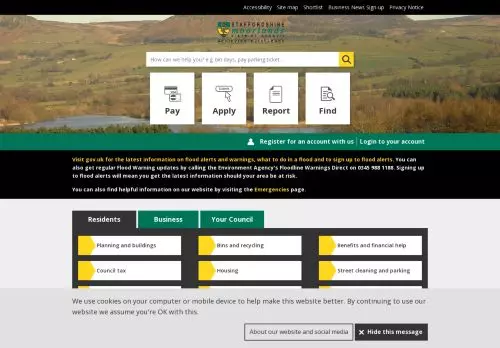 Accessibility Site map Shortlist Business News Sign up Privacy Notice
STAFFORDSHIRE
moorlands
DISTRICT COUNCIL
How can we help you? e.g. bin days, pay parking ticket...
Pay Apply Report Find
Register for an account with us Login to your account
Visit gov.uk for the latest information on flood alerts and warnings, what to do in a flood and to sign up to flood alerts. You can
also get regular Flood Warning updates by calling the Environment Agency's Floodline Warnings Direct on 0345 988 1188. Signing up
to flood alerts will mean you get the latest information should your area be at risk.
You can also find helpful information on our website by visiting the Emergencies page.
Residents Business Your Council
Planning and buildings Bins and recycling Benefits and financial help
Council tax Housing Street cleaning and parking
We use cookies on your computer or mobile device to help make this website better. By continuing to use our
website we assume you're OK with this.
About our website and social media Hide this message